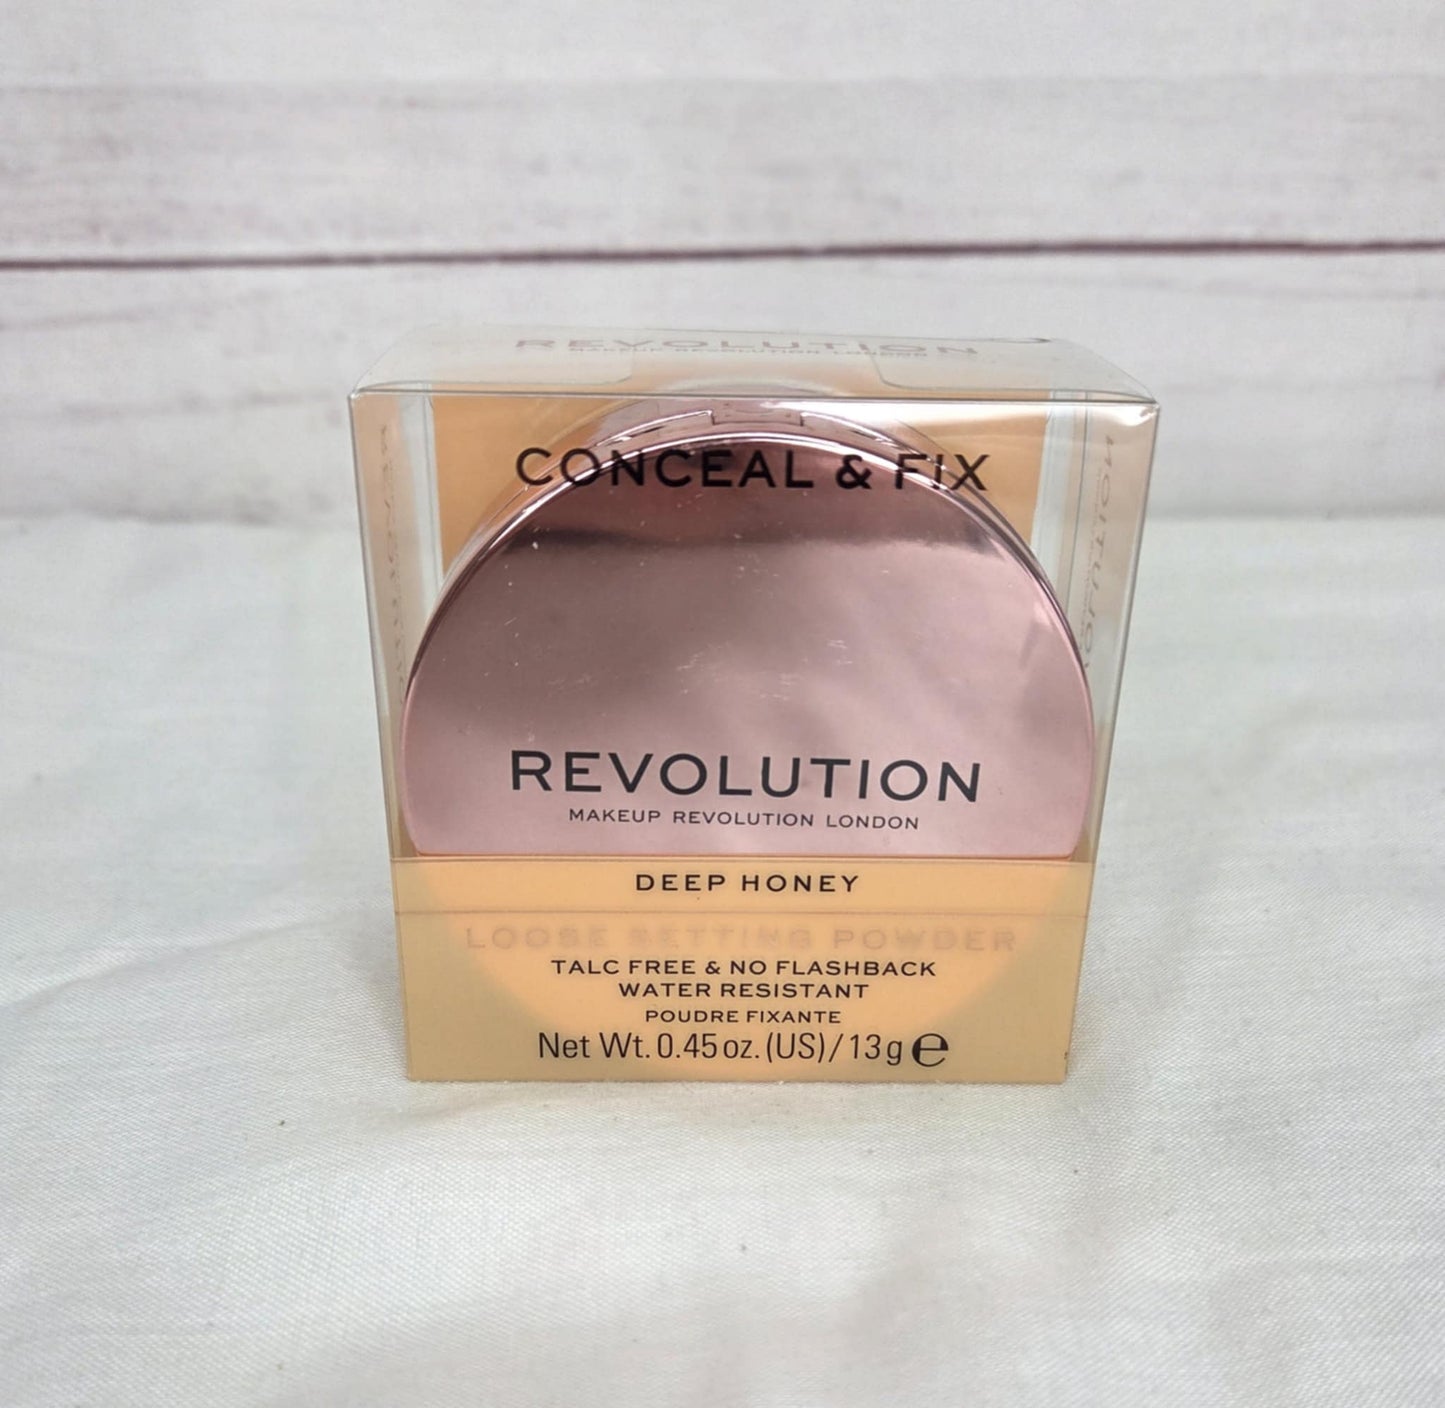 REVOLUTION
MAKEUP REVOLUTION LONDON
CONCEAL & FIX
REVOLUTION
MAKEUP REVOLUTION LONDON
DEEP HONEY
LOOSE SETTING POWDER
TALC FREE & NO FLASHBACK
WATER RESISTANT
POUDRE FIXANTE
Net Wt. 0.45 oz. (US) / 13 g ℮